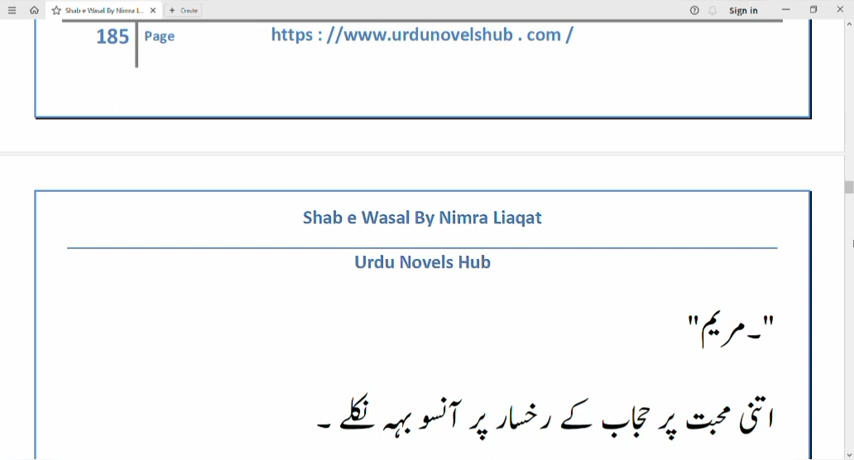 Shab e Wasal By Nimra L... × + Create Sign in
185 Page https : //www.urdunovelshub . com /
Shab e Wasal By Nimra Liaqat
Urdu Novels Hub
"۔مریم"
اتنی محبت پر حجاب کے رخسار پر آنسو بہہ نکلے ۔